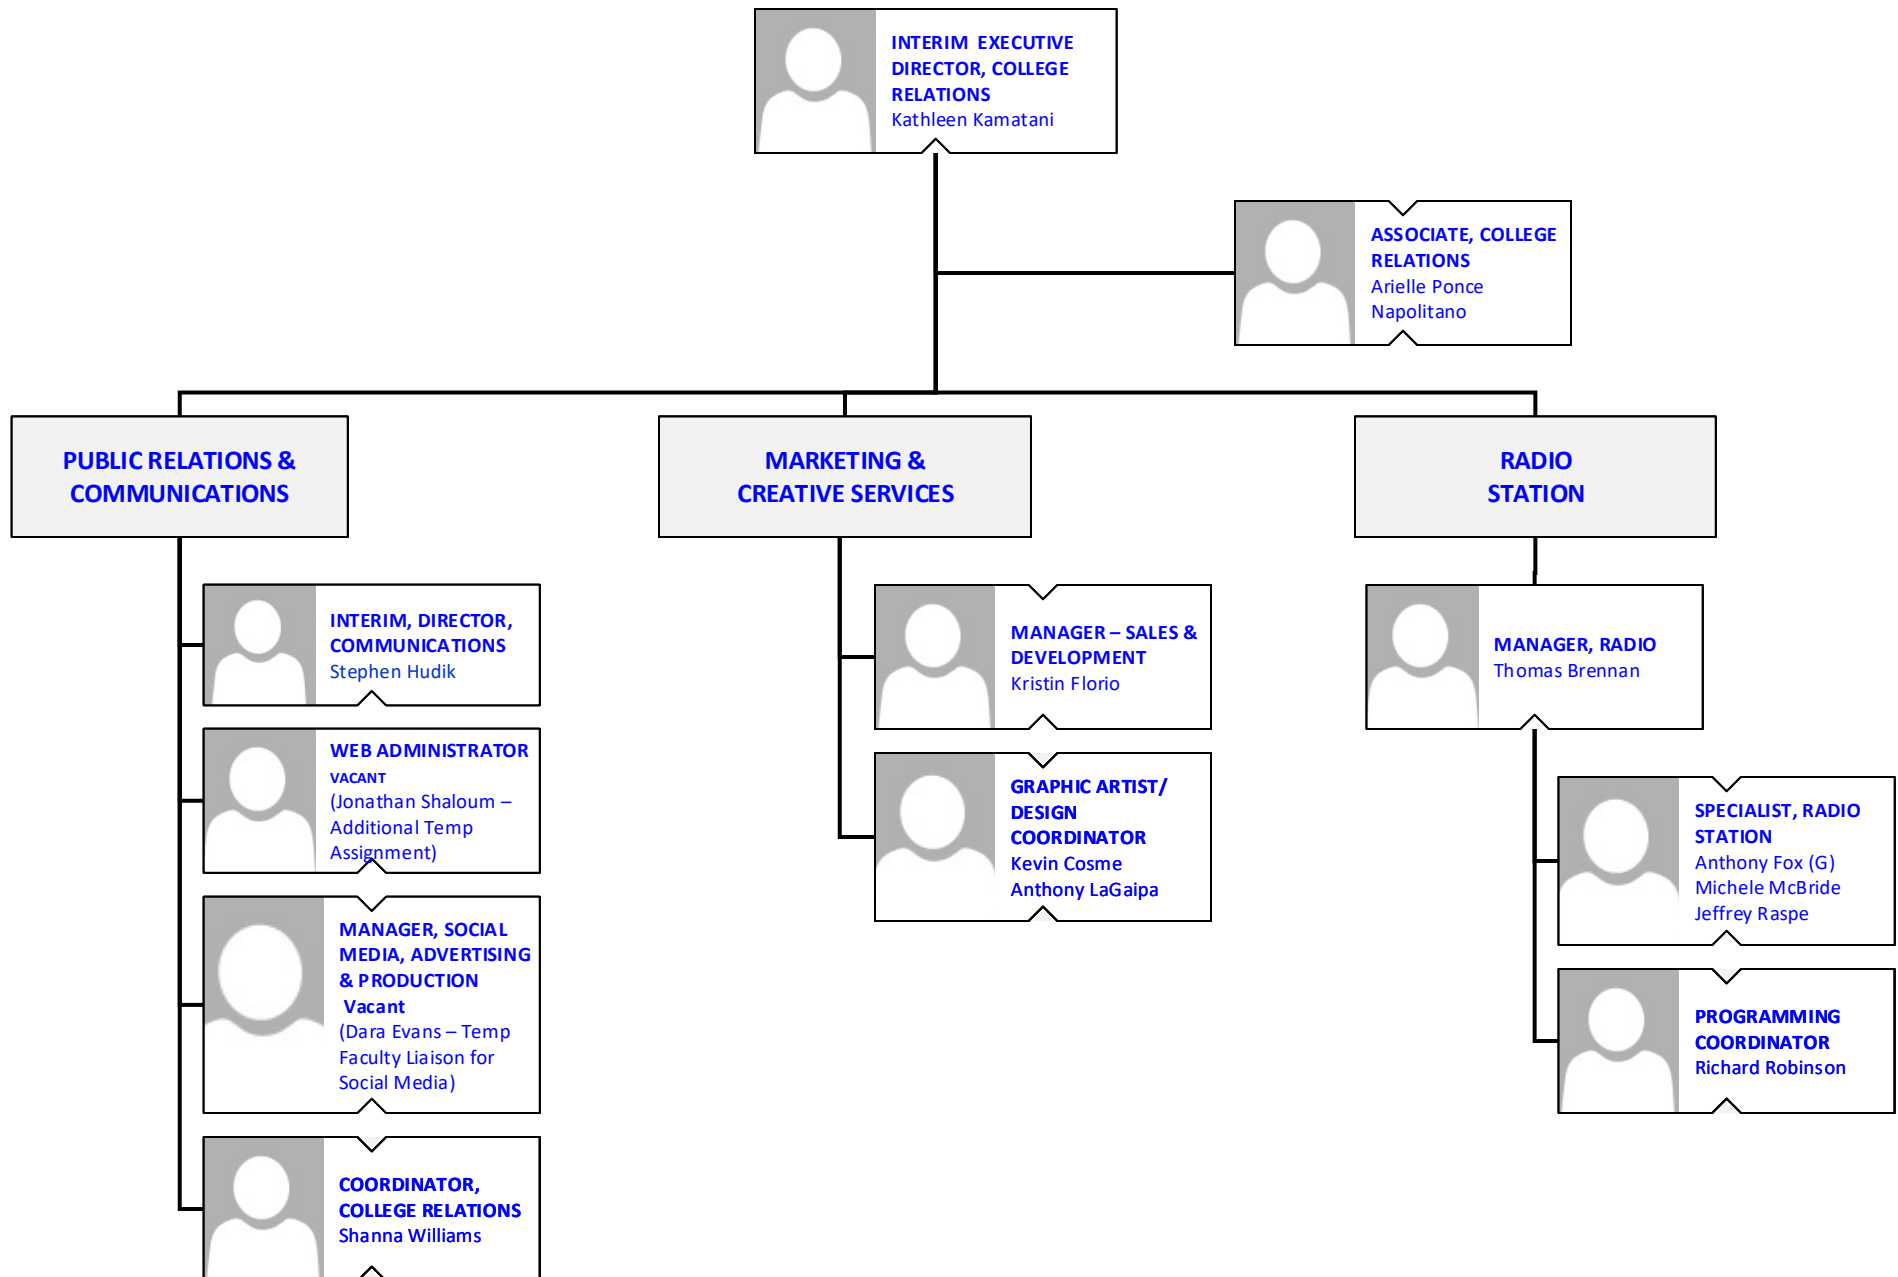 INTERIM EXECUTIVE
DIRECTOR, COLLEGE
RELATIONS
Kathleen Kamatani
ASSOCIATE, COLLEGE
RELATIONS
Arielle Ponce
Napolitano
PUBLIC RELATIONS &
COMMUNICATIONS
MARKETING &
CREATIVE SERVICES
RADIO
STATION
INTERIM, DIRECTOR,
COMMUNICATIONS
Stephen Hudik
WEB ADMINISTRATOR
VACANT
(Jonathan Shaloum –
Additional Temp
Assignment)
MANAGER, SOCIAL
MEDIA, ADVERTISING
& PRODUCTION
Vacant
(Dara Evans – Temp
Faculty Liaison for
Social Media)
COORDINATOR,
COLLEGE RELATIONS
Shanna Williams
MANAGER – SALES &
DEVELOPMENT
Kristin Florio
GRAPHIC ARTIST/
DESIGN
COORDINATOR
Kevin Cosme
Anthony LaGaipa
MANAGER, RADIO
Thomas Brennan
SPECIALIST, RADIO
STATION
Anthony Fox (G)
Michele McBride
Jeffrey Raspe
PROGRAMMING
COORDINATOR
Richard Robinson